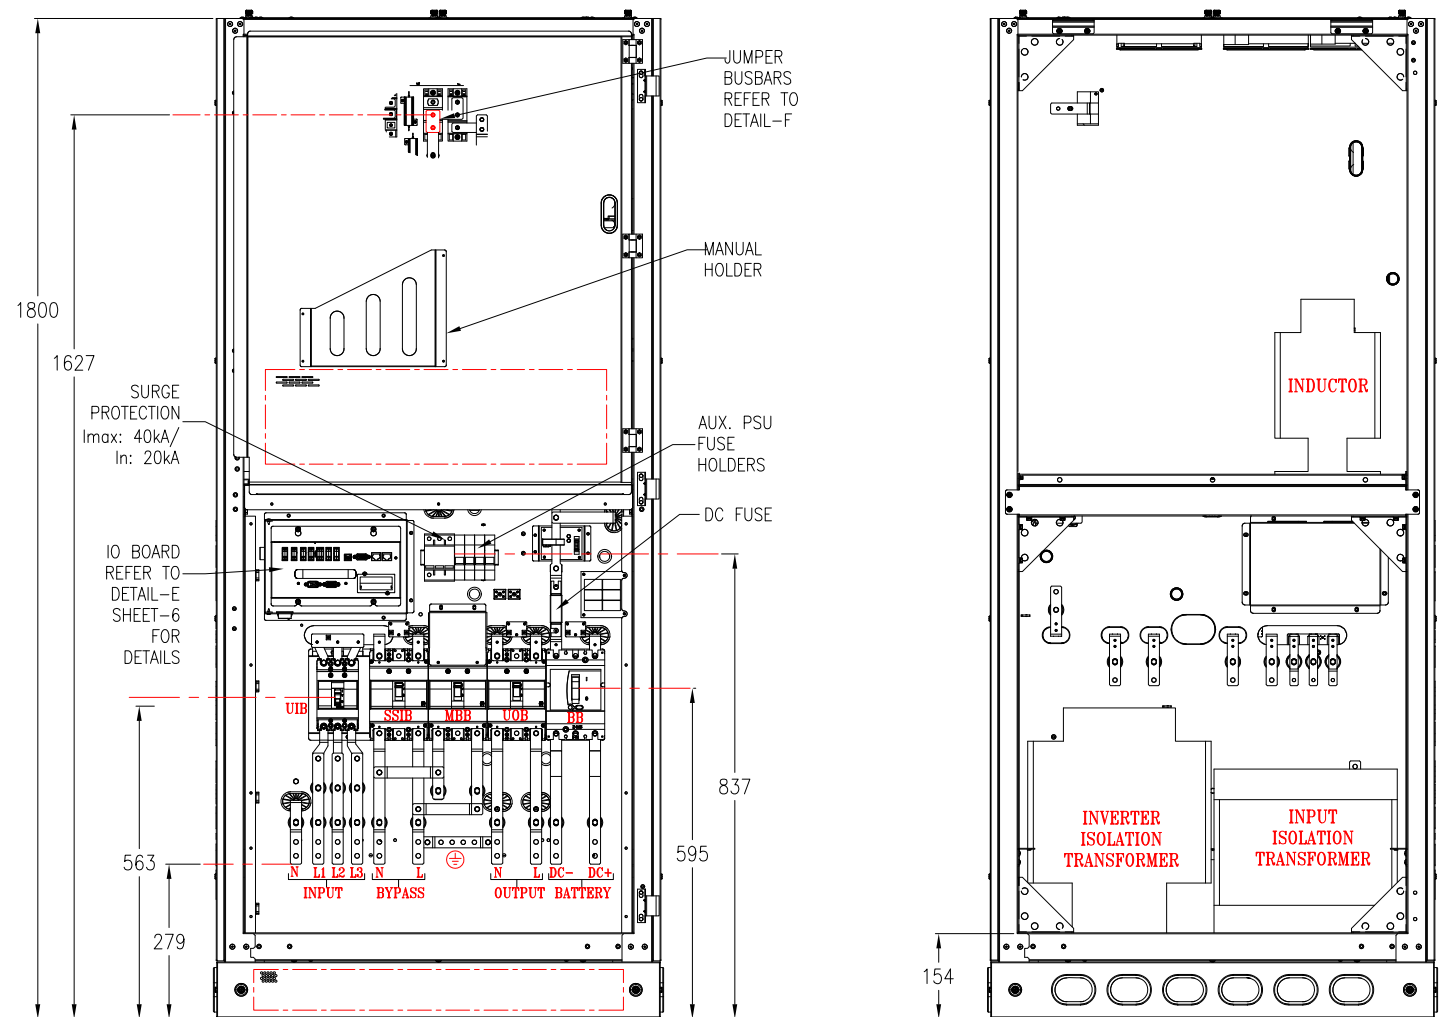 JUMPER
BUSBARS
REFER TO
DETAIL-F
MANUAL
HOLDER
1800
1627
SURGE
PROTECTION
Imax: 40kA/
In: 20kA
AUX. PSU
FUSE
HOLDERS
DC FUSE
IO BOARD
REFER TO
DETAIL-E
SHEET-6
FOR
DETAILS
UIB
SSIB
MBB
UOB
BB
563
279
595
837
N L1 L2 L3
INPUT
N L
BYPASS
N L
OUTPUT
DC- DC+
BATTERY
INDUCTOR
INVERTER
ISOLATION
TRANSFORMER
INPUT
ISOLATION
TRANSFORMER
154